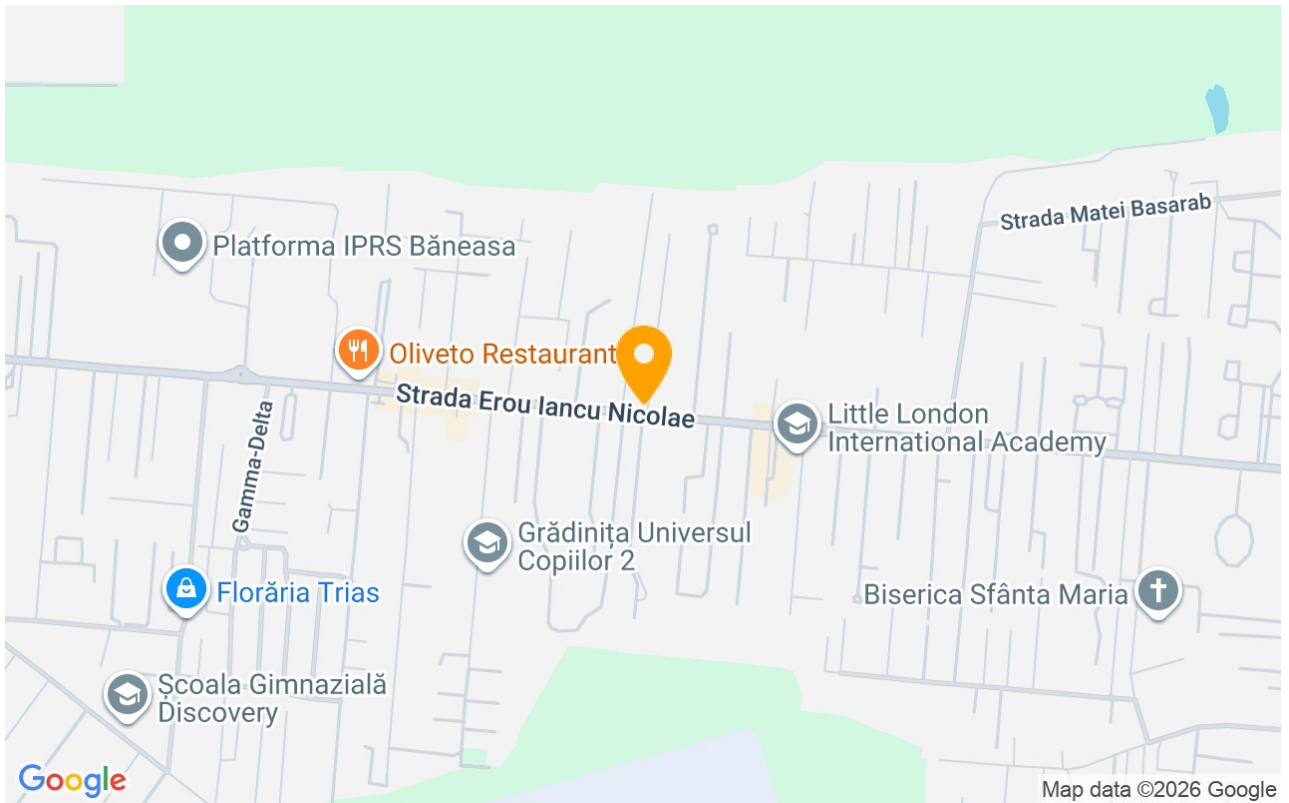 Strada Matei Basarab
Platforma IPRS Băneasa
Oliveto Restaurant
Strada Erou Iancu Nicolae
Little London
International Academy
Gamma-Delta
Grădinița Universul
Copiilor 2
Florăria Trias
Biserica Sfânta Maria
Școala Gimnazială
Discovery
Google
Map data ©2026 Google